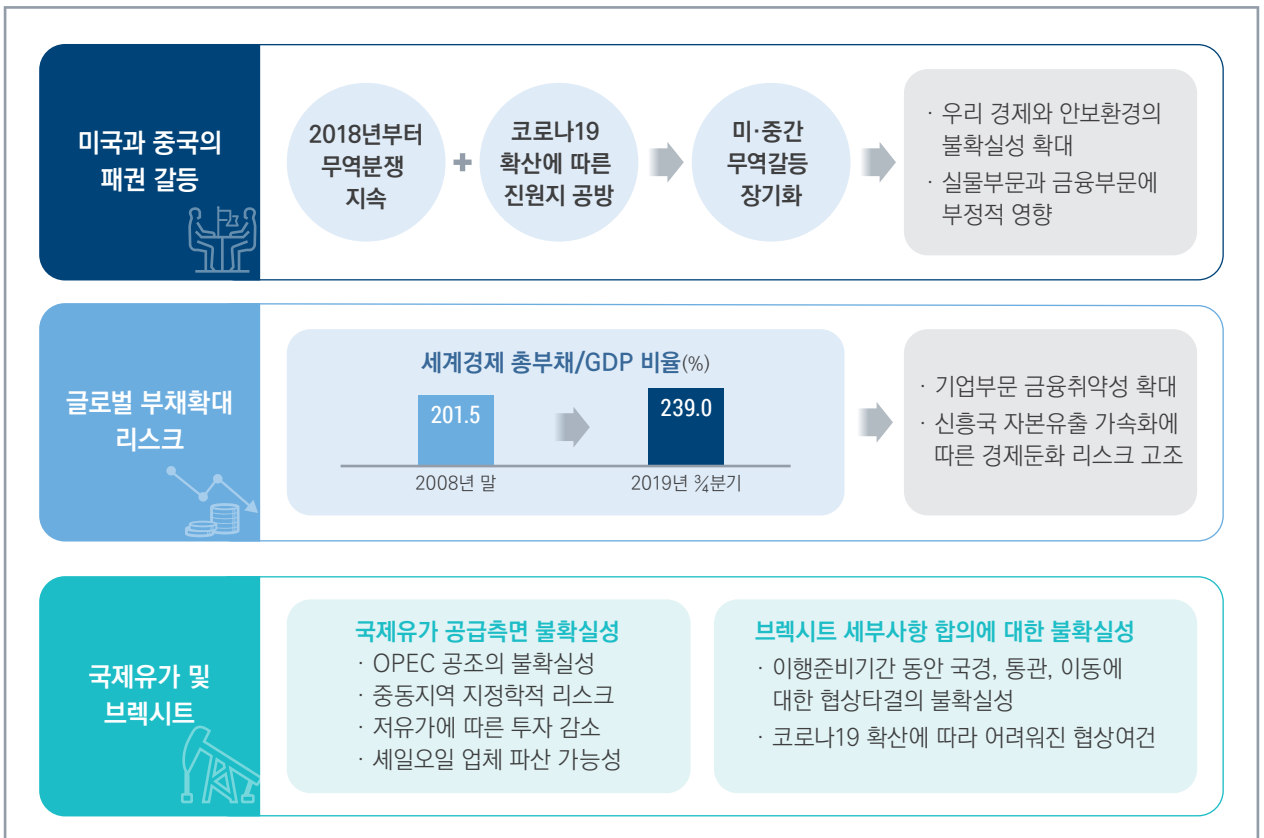 미국과 중국의
패권 갈등
2018년부터
무역분쟁
지속
+
코로나19
확산에 따른
진원지 공방
미·중간
무역갈등
장기화
· 우리 경제와 안보환경의
불확실성 확대
· 실물부문과 금융부문에
부정적 영향
글로벌 부채확대
리스크
세계경제 총부채/GDP 비율(%)
201.5
239.0
2008년 말
2019년 ¾분기
· 기업부문 금융취약성 확대
· 신흥국 자본유출 가속화에
따른 경제둔화 리스크 고조
국제유가 및
브렉시트
국제유가 공급측면 불확실성
· OPEC 공조의 불확실성
· 중동지역 지정학적 리스크
· 저유가에 따른 투자 감소
· 셰일오일 업체 파산 가능성
브렉시트 세부사항 합의에 대한 불확실성
· 이행준비기간 동안 국경, 통관, 이동에
대한 협상타결의 불확실성
· 코로나19 확산에 따라 어려워진 협상여건